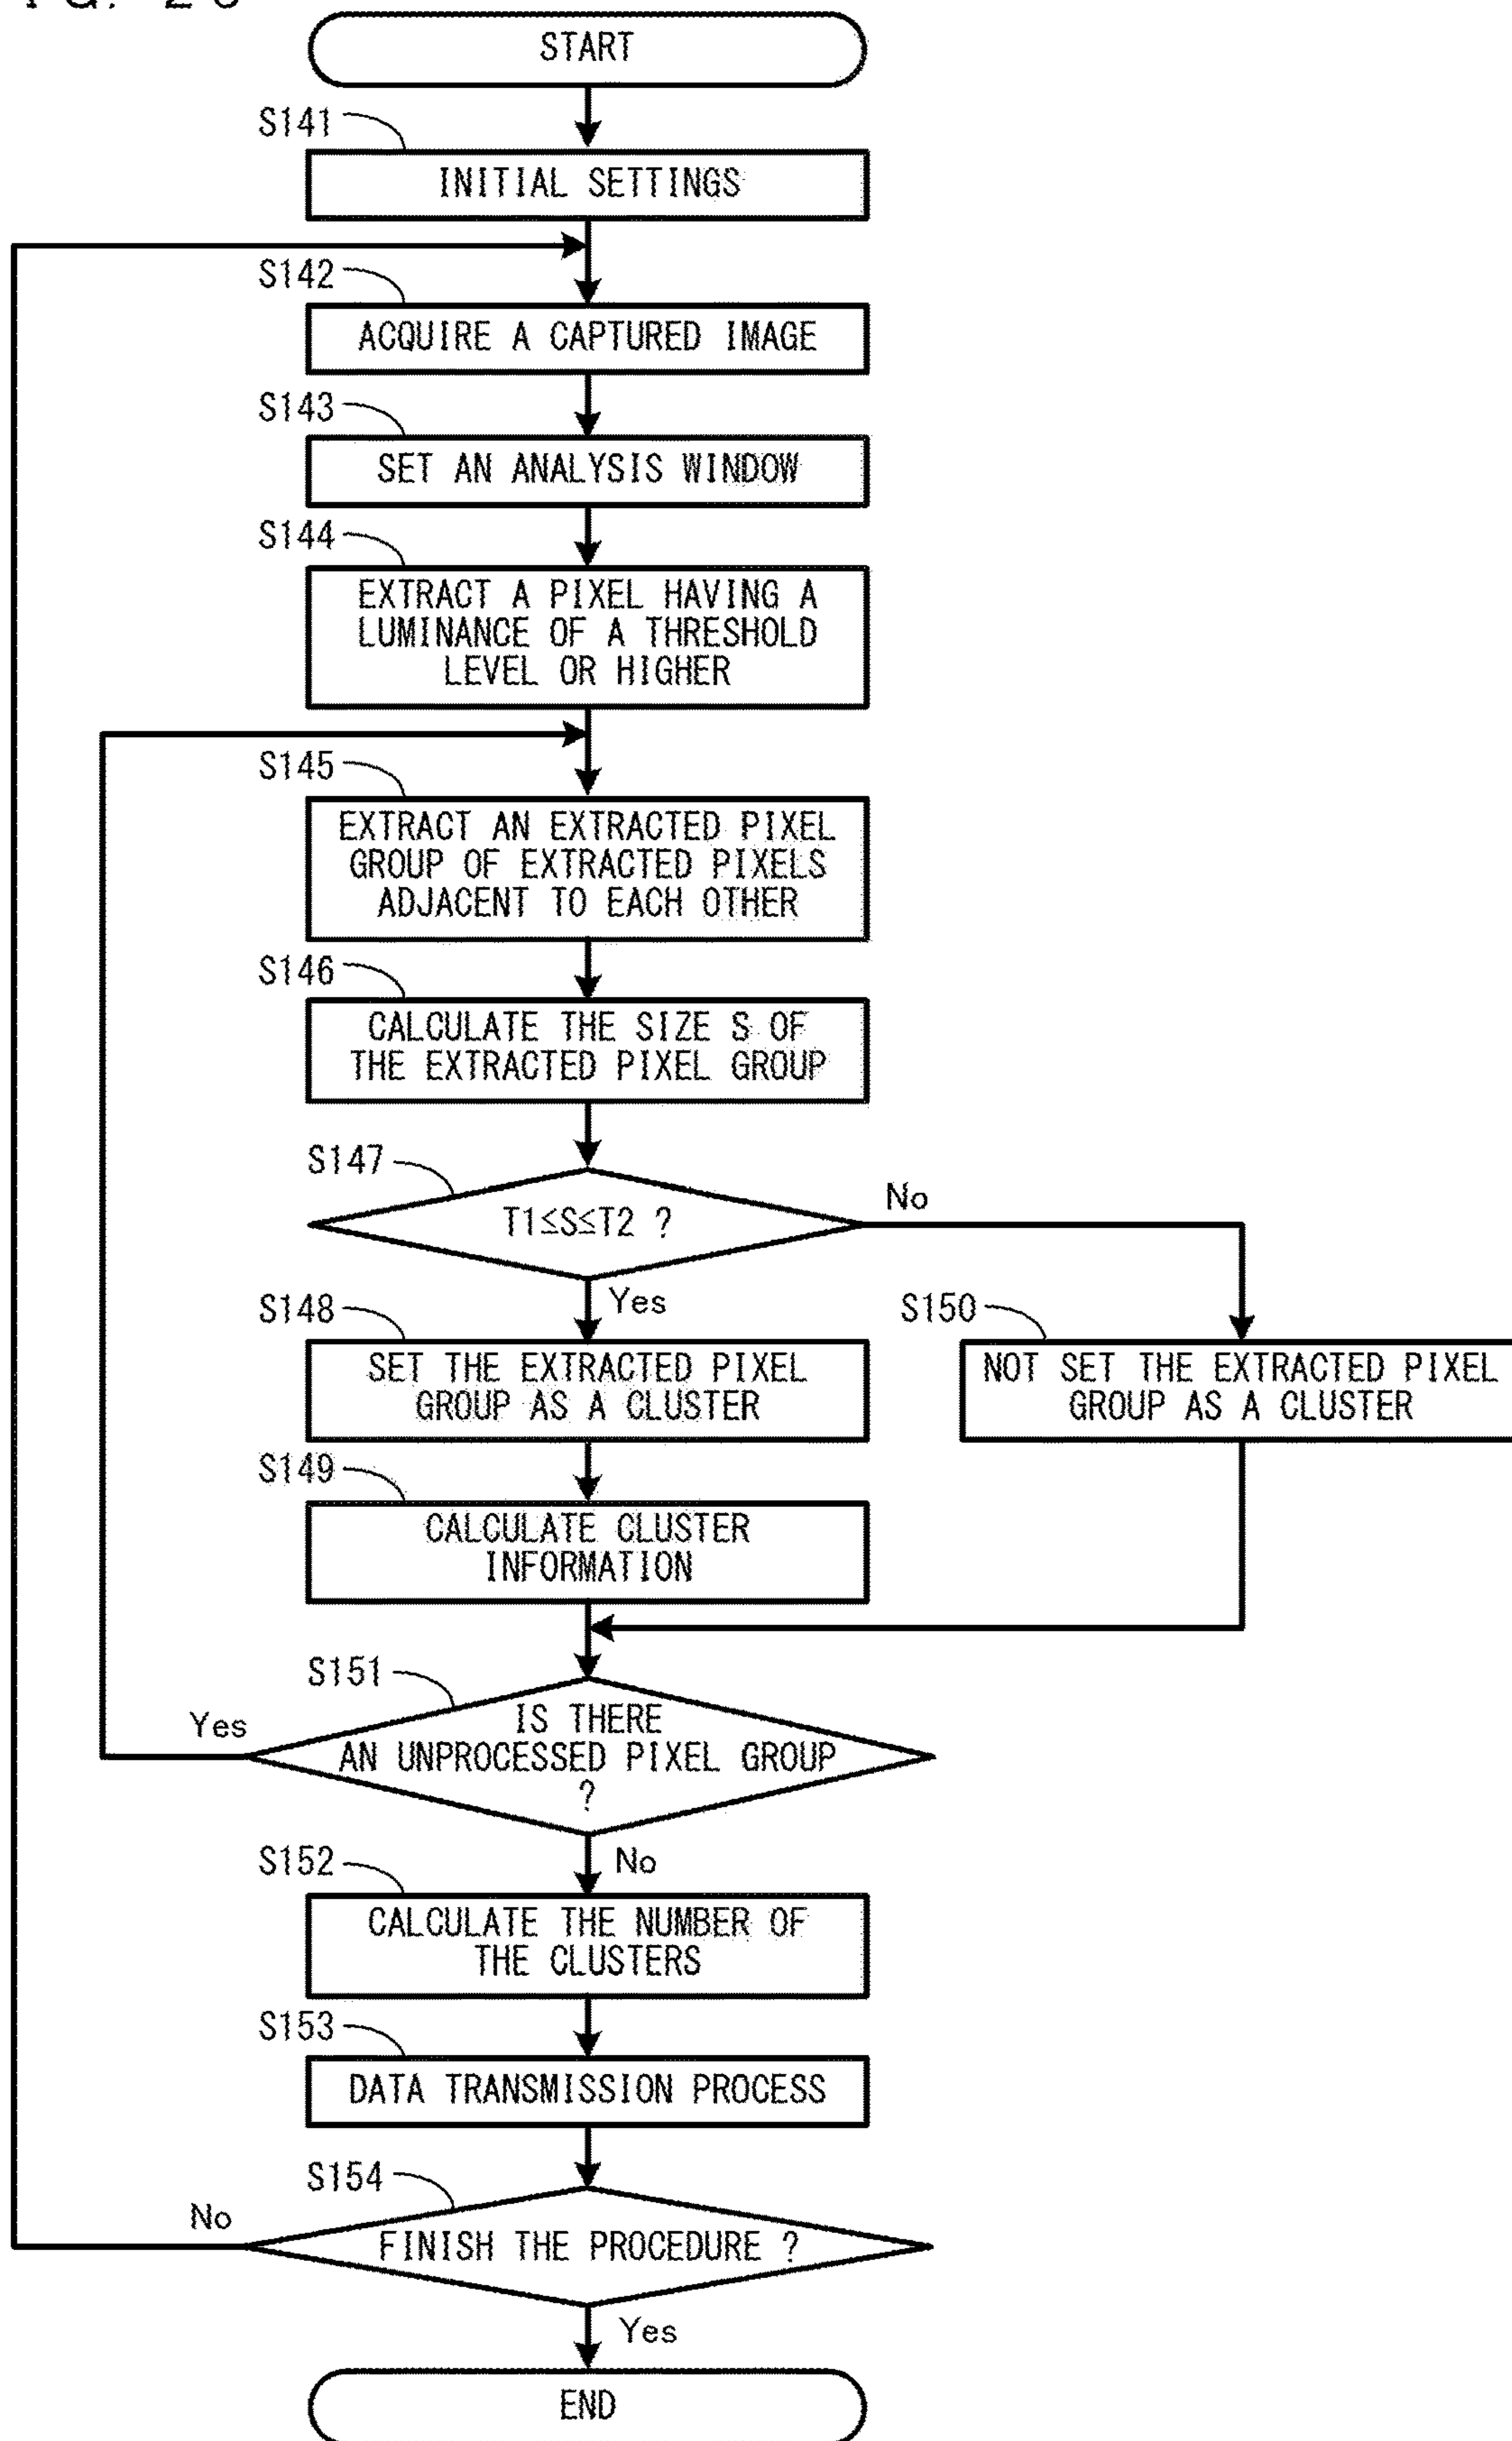 START
S141
INITIAL SETTINGS
S142
ACQUIRE A CAPTURED IMAGE
S143
SET AN ANALYSIS WINDOW
S144
EXTRACT A PIXEL HAVING A
LUMINANCE OF A THRESHOLD
LEVEL OR HIGHER
S145
EXTRACT AN EXTRACTED PIXEL
GROUP OF EXTRACTED PIXELS
ADJACENT TO EACH OTHER
S146
CALCULATE THE SIZE S OF
THE EXTRACTED PIXEL GROUP
S147
T1≤S≤T2 ?
No
Yes
S148
SET THE EXTRACTED PIXEL
GROUP AS A CLUSTER
S150
NOT SET THE EXTRACTED PIXEL
GROUP AS A CLUSTER
S149
CALCULATE CLUSTER
INFORMATION
S151
IS THERE
AN UNPROCESSED PIXEL GROUP
?
Yes
No
S152
CALCULATE THE NUMBER OF
THE CLUSTERS
S153
DATA TRANSMISSION PROCESS
S154
FINISH THE PROCEDURE ?
No
Yes
END